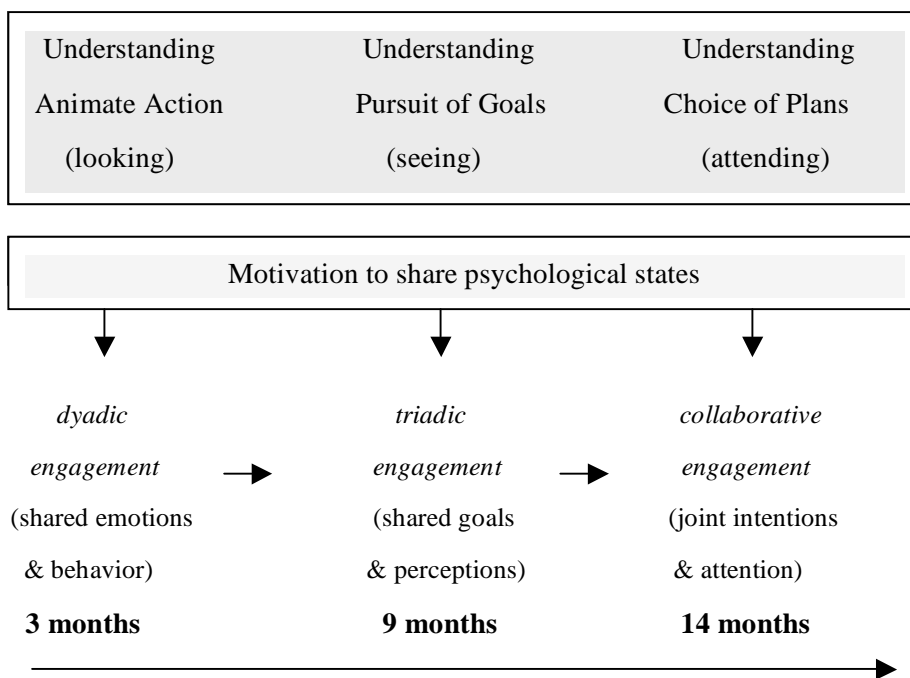 Understanding Understanding Understanding
Animate Action Pursuit of Goals Choice of Plans
(looking) (seeing) (attending)
Motivation to share psychological states
dyadic triadic collaborative
engagement engagement engagement
(shared emotions (shared goals (joint intentions
& behavior) & perceptions) & attention)
3 months 9 months 14 months